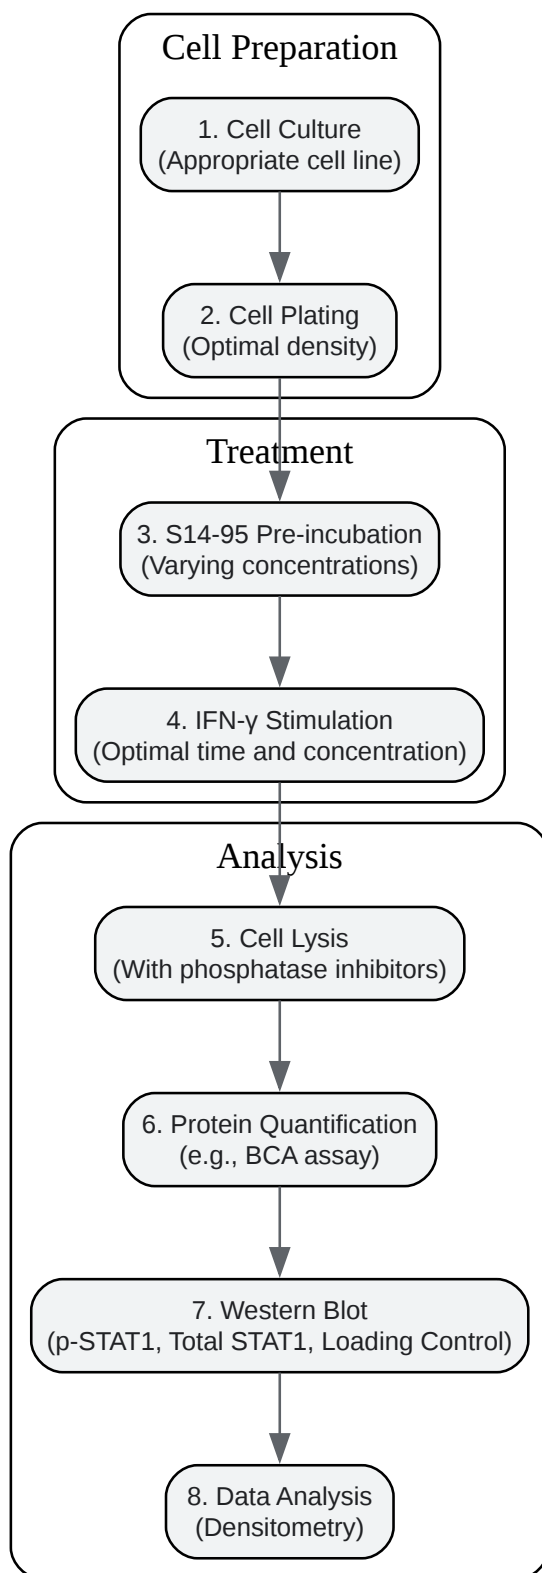 Cell Preparation
1. Cell Culture
(Appropriate cell line)
2. Cell Plating
(Optimal density)
Treatment
3. S14-95 Pre-incubation
(Varying concentrations)
4. IFN-γ Stimulation
(Optimal time and concentration)
Analysis
5. Cell Lysis
(With phosphatase inhibitors)
6. Protein Quantification
(e.g., BCA assay)
7. Western Blot
(p-STAT1, Total STAT1, Loading Control)
8. Data Analysis
(Densitometry)